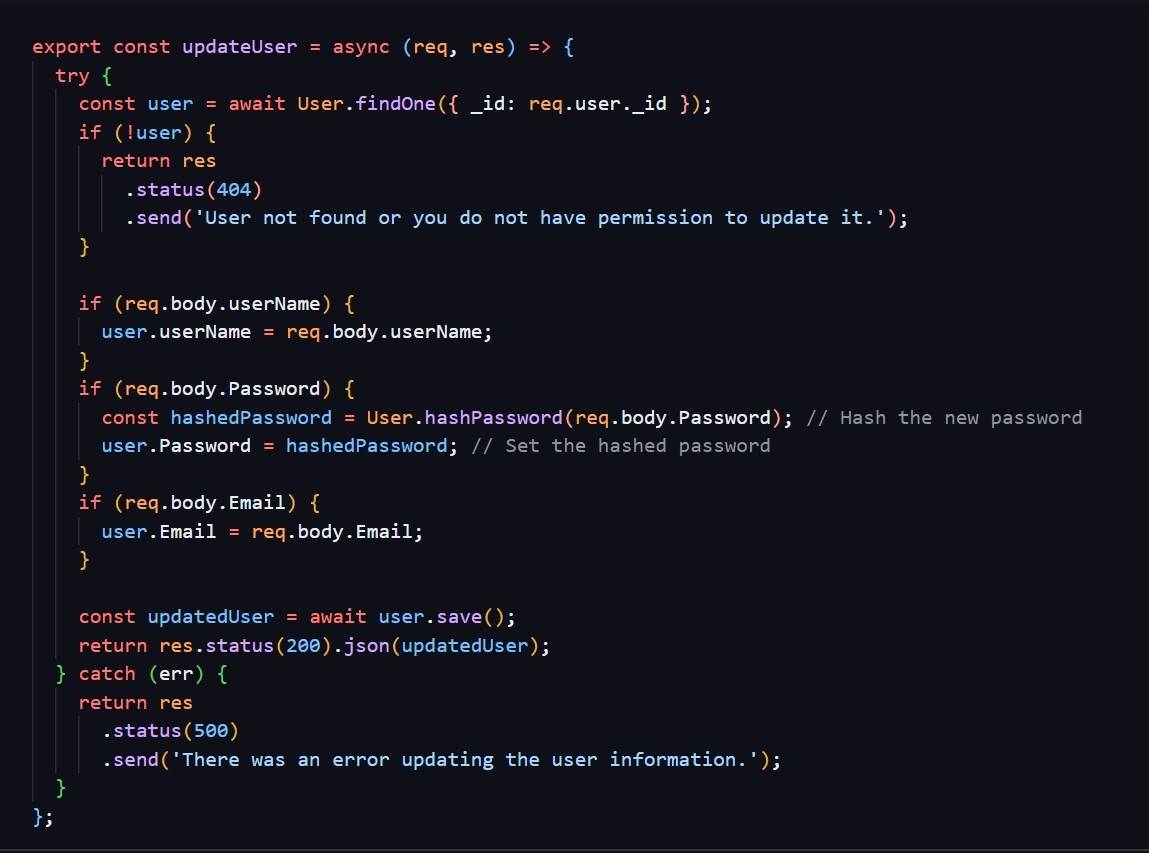 export const updateUser = async (req, res) => {
  try {
    const user = await User.findOne({ _id: req.user._id });
    if (!user) {
      return res
        .status(404)
        .send('User not found or you do not have permission to update it.');
    }

    if (req.body.userName) {
      user.userName = req.body.userName;
    }
    if (req.body.Password) {
      const hashedPassword = User.hashPassword(req.body.Password); // Hash the new password
      user.Password = hashedPassword; // Set the hashed password
    }
    if (req.body.Email) {
      user.Email = req.body.Email;
    }

    const updatedUser = await user.save();
    return res.status(200).json(updatedUser);
  } catch (err) {
    return res
      .status(500)
      .send('There was an error updating the user information.');
  }
};